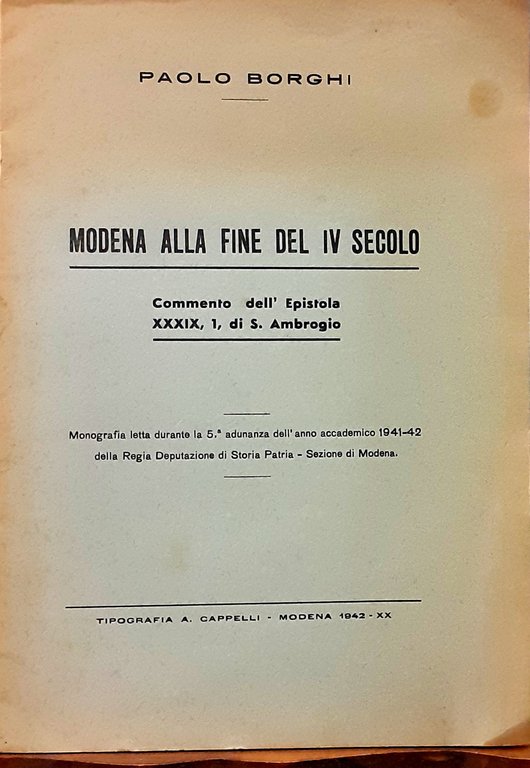 PAOLO BORGHI
MODENA ALLA FINE DEL IV SECOLO
Commento dell' Epistola
XXXIX, 1, di S. Ambrogio
Monografia letta durante la 5.ª adunanza dell' anno accademico 1941-42
della Regia Deputazione di Storia Patria - Sezione di Modena.
TIPOGRAFIA A. CAPPELLI - MODENA 1942 - XX